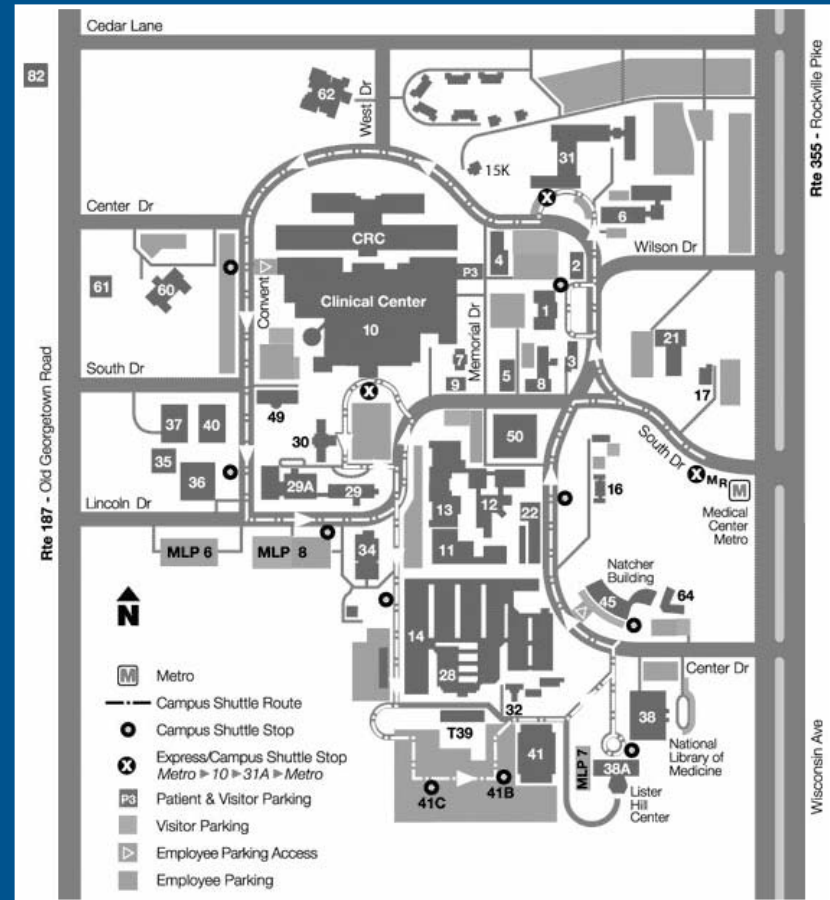 Cedar Lane
82
62
West Dr
Rte 355 - Rockville Pike
31
15K
Center Dr
CRC
6
Wilson Dr
4
2
P3
61
60
Convent
Clinical Center
10
Memorial Dr
1
21
South Dr
7
9
5
8
3
17
49
37
40
30
50
South Dr
35
36
29A
29
13
12
16
M R
M
Medical
Center
Metro
Rte 187 - Old Georgetown Road
Lincoln Dr
22
11
MLP 6
MLP 8
34
Natcher
Building
45
64
N
14
28
Center Dr
M
Metro
Campus Shuttle Route
32
38
Campus Shuttle Stop
T39
41
MLP 7
National
Library of
Medicine
X
Express/Campus Shuttle Stop
Metro ▸ 10 ▸ 31A ▸ Metro
38A
41C
41B
Lister
Hill
Center
Wisconsin Ave
P3
Patient & Visitor Parking
Visitor Parking
Employee Parking Access
Employee Parking